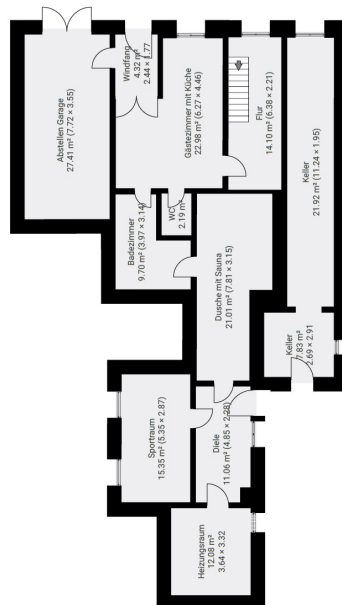 Abstellen Garage
27.41 m² (7.72 × 3.55)
Windfang
4.32 m²
2.44 × 1.77
Gästezimmer mit Küche
22.98 m² (6.27 × 4.46)
Flur
14.10 m² (6.38 × 2.21)
Keller
21.92 m² (11.24 × 1.95)
Badezimmer
9.70 m² (3.97 × 3.14)
WC
2.19 m²
Dusche mit Sauna
21.01 m² (7.81 × 3.15)
Keller
7.83 m²
2.69 × 2.91
Sportraum
15.35 m² (5.35 × 2.87)
Diele
11.06 m² (4.85 × 2.28)
Heizungsraum
12.08 m²
3.64 × 3.32